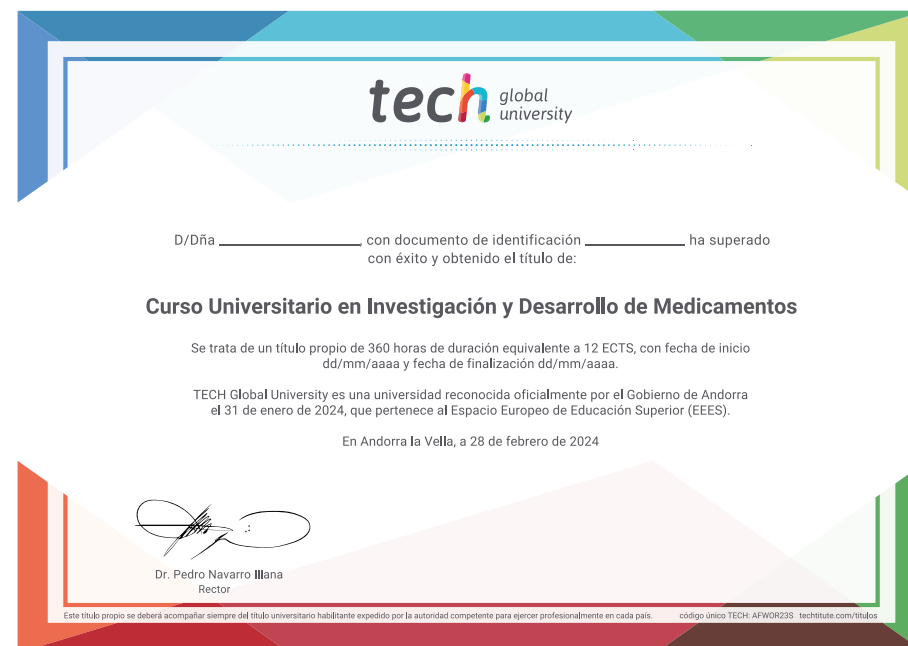 tech global university
D/Dña ____________________, con documento de identificación ______________ ha superado
con éxito y obtenido el título de:
Curso Universitario en Investigación y Desarrollo de Medicamentos
Se trata de un título propio de 360 horas de duración equivalente a 12 ECTS, con fecha de inicio
dd/mm/aaaa y fecha de finalización dd/mm/aaaa.
TECH Global University es una universidad reconocida oficialmente por el Gobierno de Andorra
el 31 de enero de 2024, que pertenece al Espacio Europeo de Educación Superior (EEES).
En Andorra la Vella, a 28 de febrero de 2024
Dr. Pedro Navarro Illana
Rector
Este título propio se deberá acompañar siempre del título universitario habilitante expedido por la autoridad competente para ejercer profesionalmente en cada país. código único TECH: AFWOR23S techtitute.com/titulos